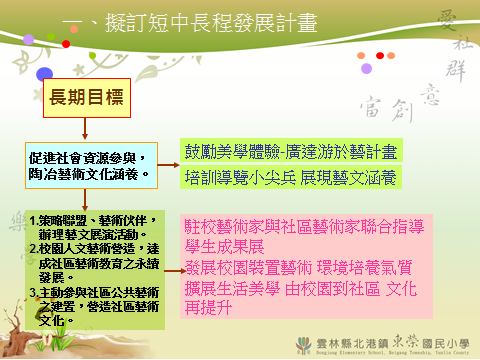 一、擬訂短中長程發展計畫
愛
社
群
意
創
富
長期目標
促進社會資源參與，
陶冶藝術文化涵養。
鼓勵美學體驗-廣達游於藝計畫
培訓導覽小尖兵 展現藝文涵養
樂
學
1.策略聯盟、藝術伙伴，
辦理藝文展演活動。
2.校園人文藝術營造，達
成社區藝術教育之永續
發展。
3.主動參與社區公共藝術
之建置，營造社區藝術
文化。
駐校藝術家與社區藝術家聯合指導
學生成果展
發展校園裝置藝術 環境培養氣質
擴展生活美學 由校園到社區 文化
再提升
雲林縣北港鎮 東榮 國民小學
Dongrong Elementary School, Beigang Township, Yunlin County